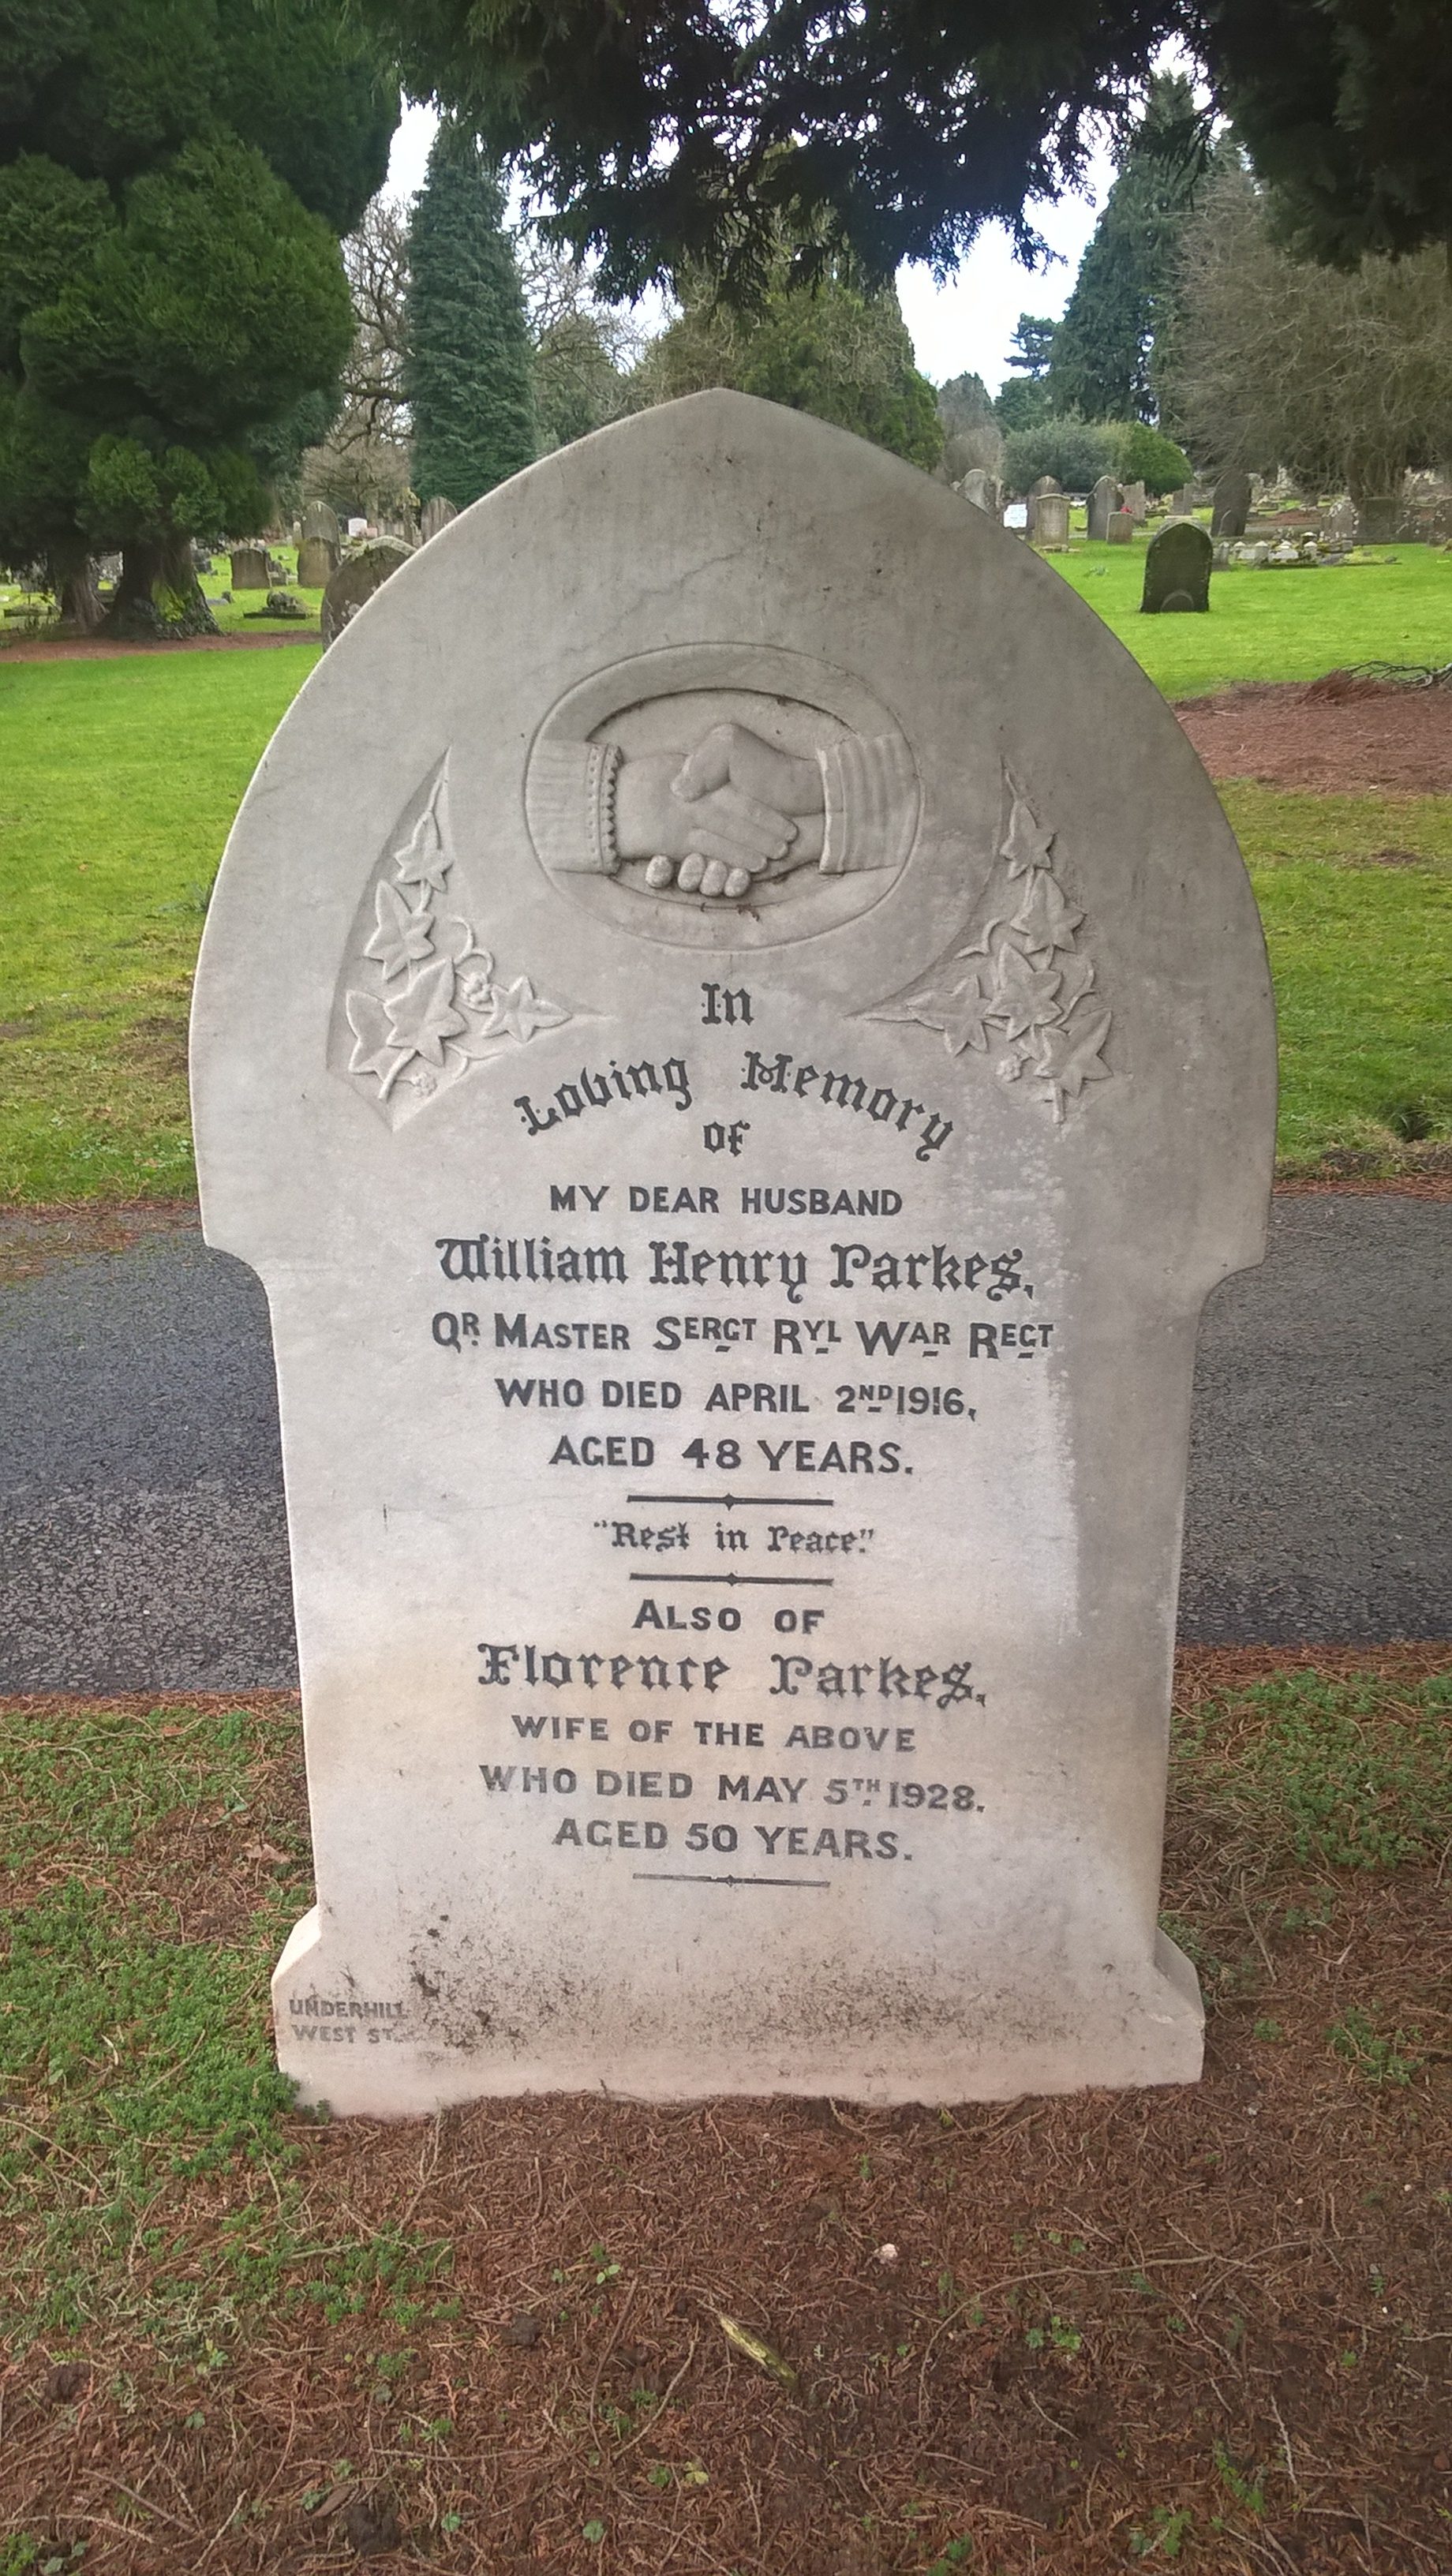 In
Loving Memory
of
MY DEAR HUSBAND
William Henry Parkes,
QR. MASTER SERGT RYL WAR REGT
WHO DIED APRIL 2ND 1916,
AGED 48 YEARS.
"Rest in Peace."
ALSO OF
Florence Parkes,
WIFE OF THE ABOVE
WHO DIED MAY 5TH 1928.
AGED 50 YEARS.
UNDERHILL
WEST ST.